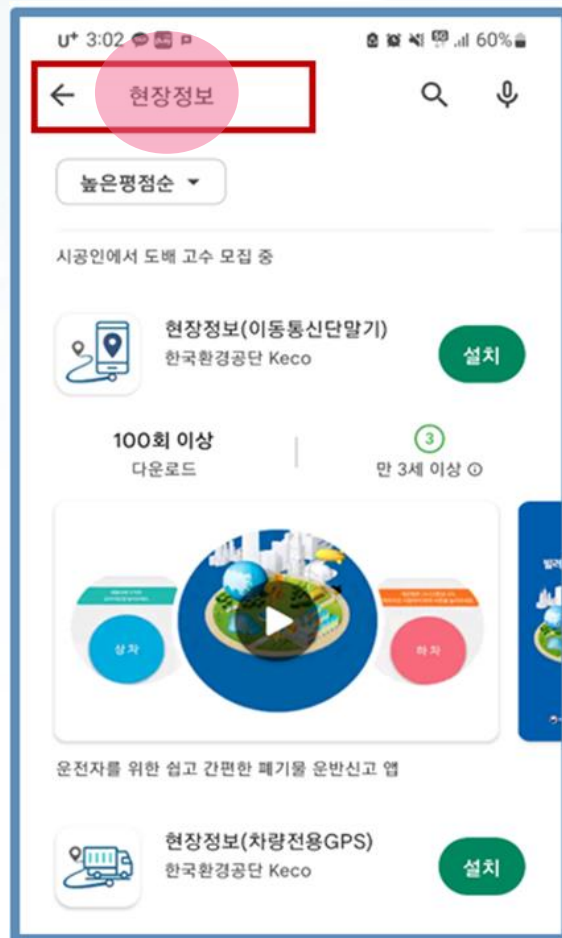 U+ 3:02
5G 60%
현장정보
높은평점순
시공인에서 도배 고수 모집 중
현장정보(이동통신단말기)
한국환경공단 Keco
설치
100회 이상
다운로드
3
만 3세 이상
상차
하차
운전자를 위한 쉽고 간편한 폐기물 운반신고 앱
현장정보(차량전용GPS)
한국환경공단 Keco
설치